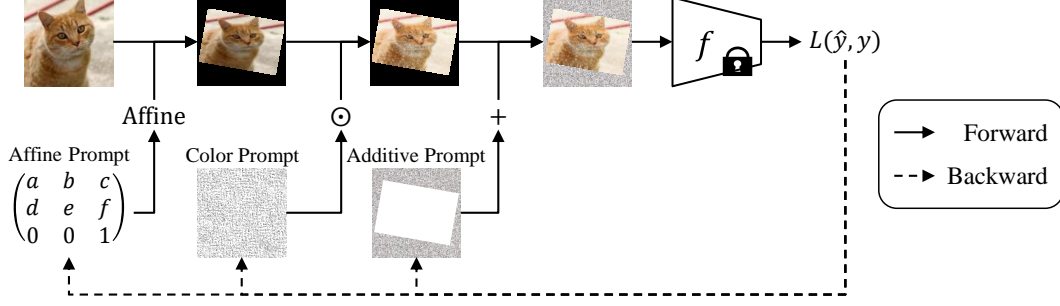 f
L(ŷ, y)
Affine
⊙
+
Affine Prompt
Color Prompt
Additive Prompt
a b c
d e f
0 0 1
Forward
Backward